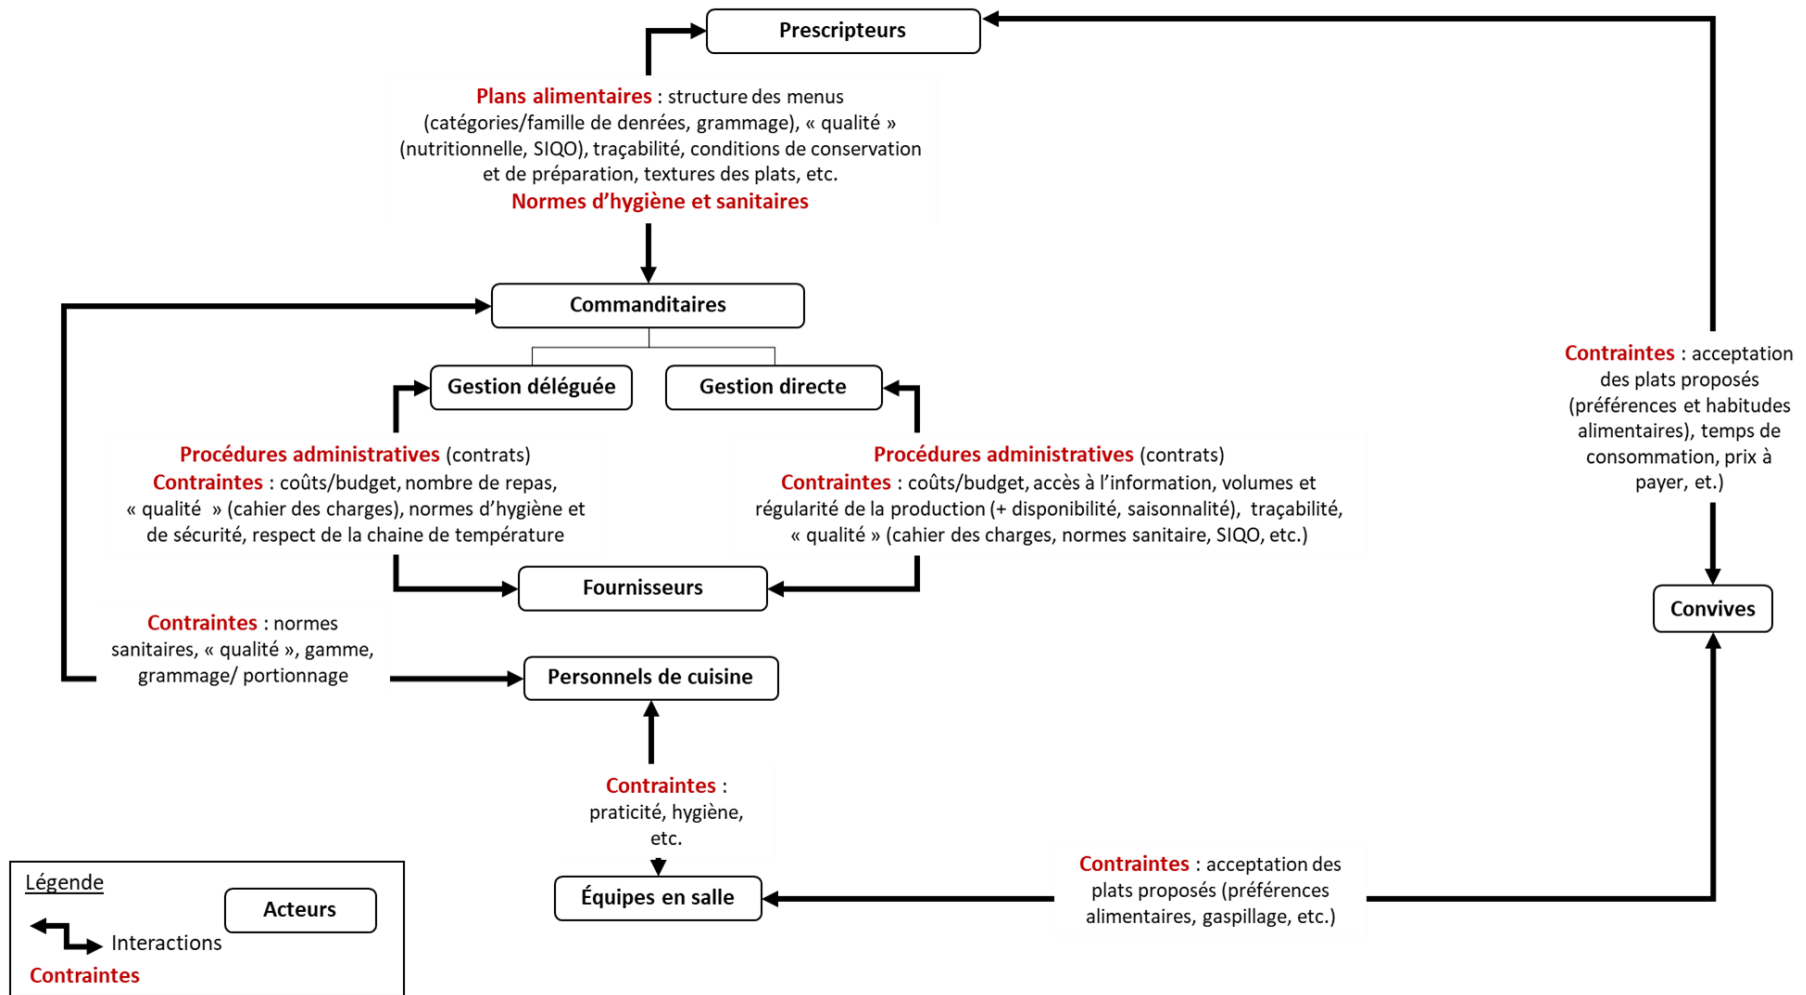 Prescripteurs
Plans alimentaires : structure des menus
(catégories/famille de denrées, grammage), « qualité »
(nutritionnelle, SIQO), traçabilité, conditions de conservation
et de préparation, textures des plats, etc.
Normes d’hygiène et sanitaires
Commanditaires
Gestion déléguée
Gestion directe
Procédures administratives (contrats)
Contraintes : coûts/budget, nombre de repas,
« qualité » (cahier des charges), normes d’hygiène et
de sécurité, respect de la chaine de température
Procédures administratives (contrats)
Contraintes : coûts/budget, accès à l’information, volumes et
régularité de la production (+ disponibilité, saisonnalité), traçabilité,
« qualité » (cahier des charges, normes sanitaire, SIQO, etc.)
Contraintes : acceptation
des plats proposés
(préférences et habitudes
alimentaires), temps de
consommation, prix à
payer, et.)
Fournisseurs
Convives
Contraintes : normes
sanitaires, « qualité », gamme,
grammage/ portionnage
Personnels de cuisine
Contraintes :
praticité, hygiène,
etc.
Équipes en salle
Contraintes : acceptation des
plats proposés (préférences
alimentaires, gaspillage, etc.)
Légende
Acteurs
Interactions
Contraintes